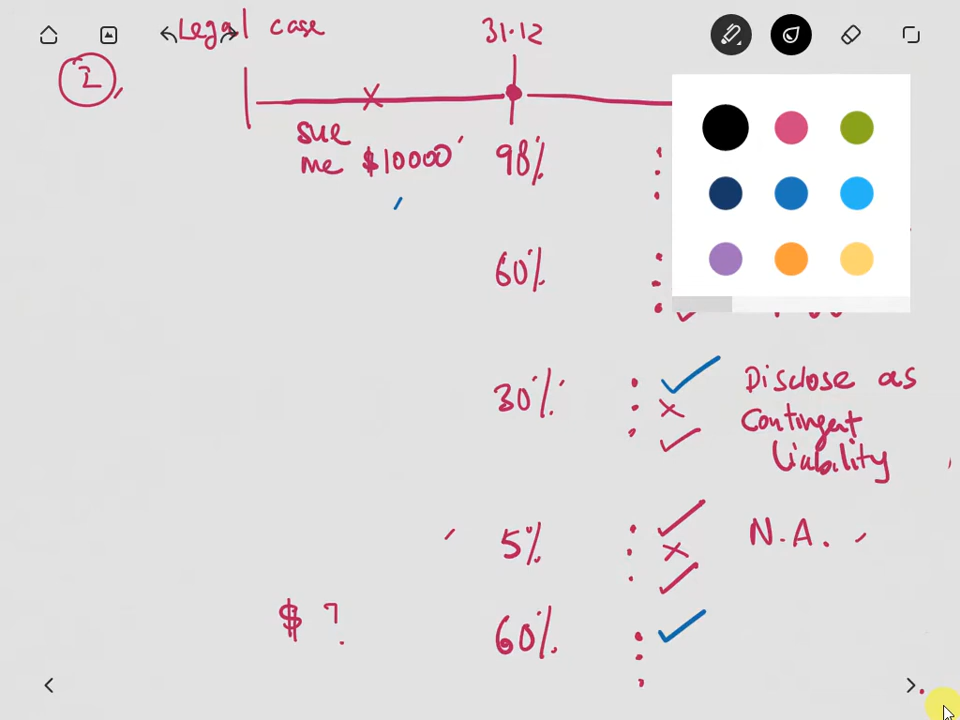 Legal case
31.12
2
sue
me $10000
98%
60%
30%
Disclose as
Contingent
Liability
5%
N.A.
$ ?
60%